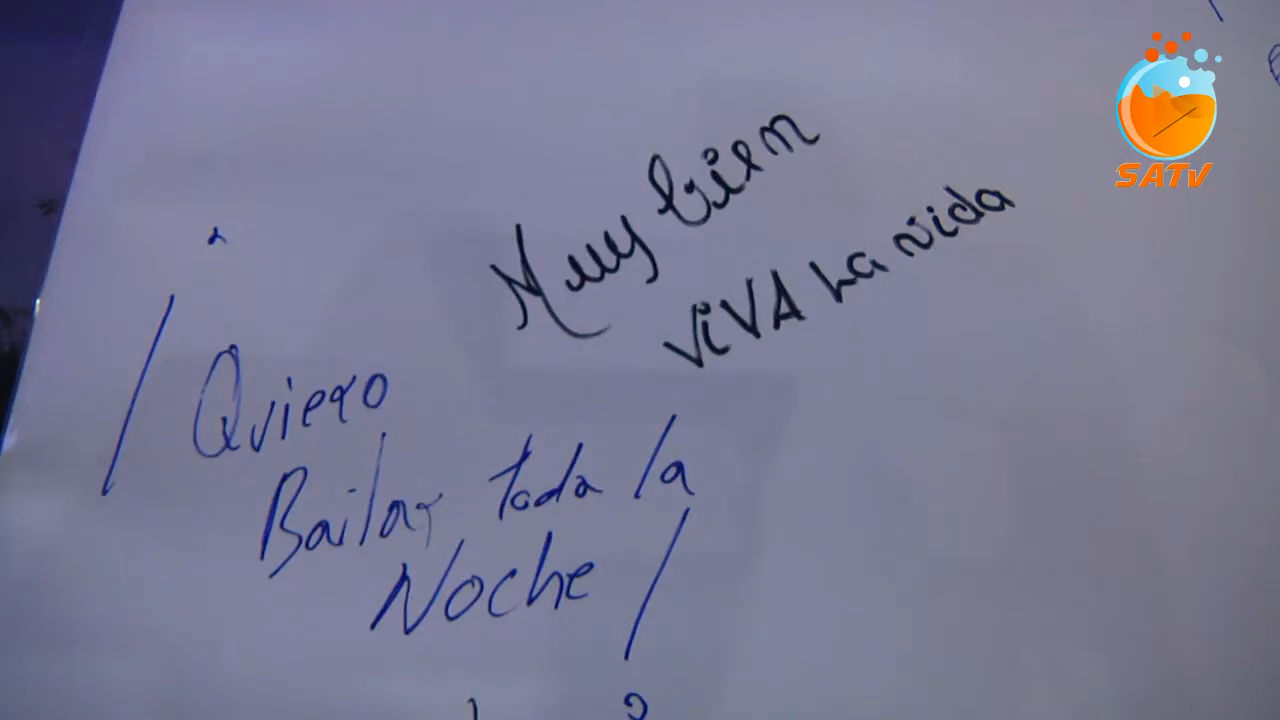 SATV
Muy bien
ViVA La vida
/ Quiero
Bailar toda la
Noche /